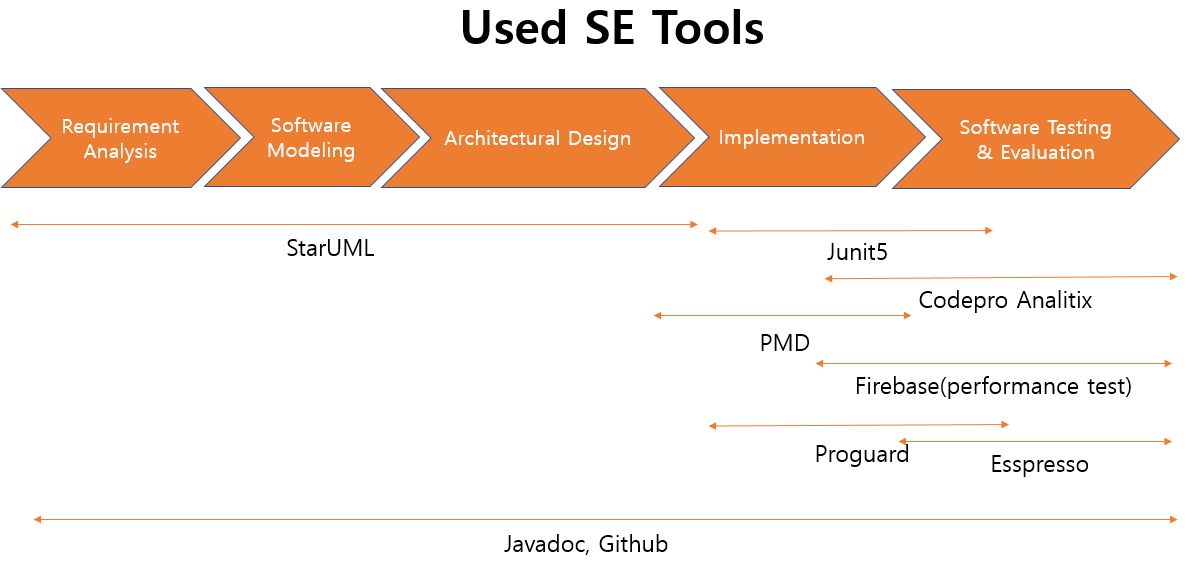 Used SE Tools
Requirement
Analysis
Software
Modeling
Architectural Design
Implementation
Software Testing
& Evaluation
StarUML
Junit5
Codepro Analitix
PMD
Firebase(performance test)
Proguard
Esspresso
Javadoc, Github